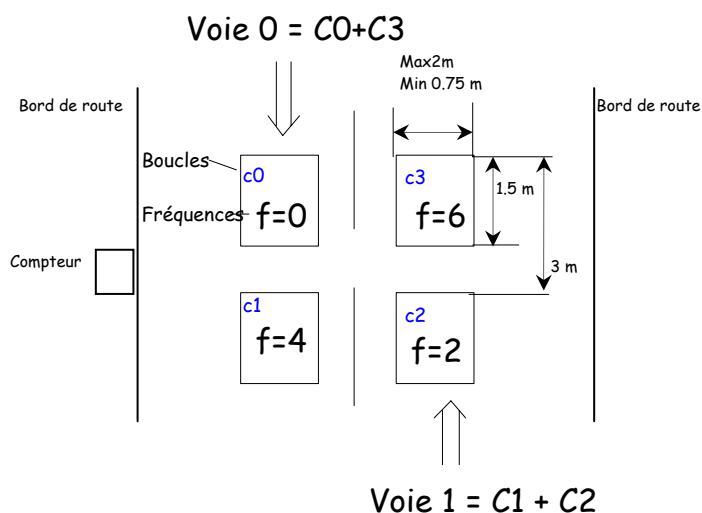 Voie 0 = C0+C3
Max2m
Min 0.75 m
Bord de route
Bord de route
Boucles
c0
c3
1.5 m
Fréquences
f=0
f=6
Compteur
3 m
c1
c2
f=4
f=2
Voie 1 = C1 + C2